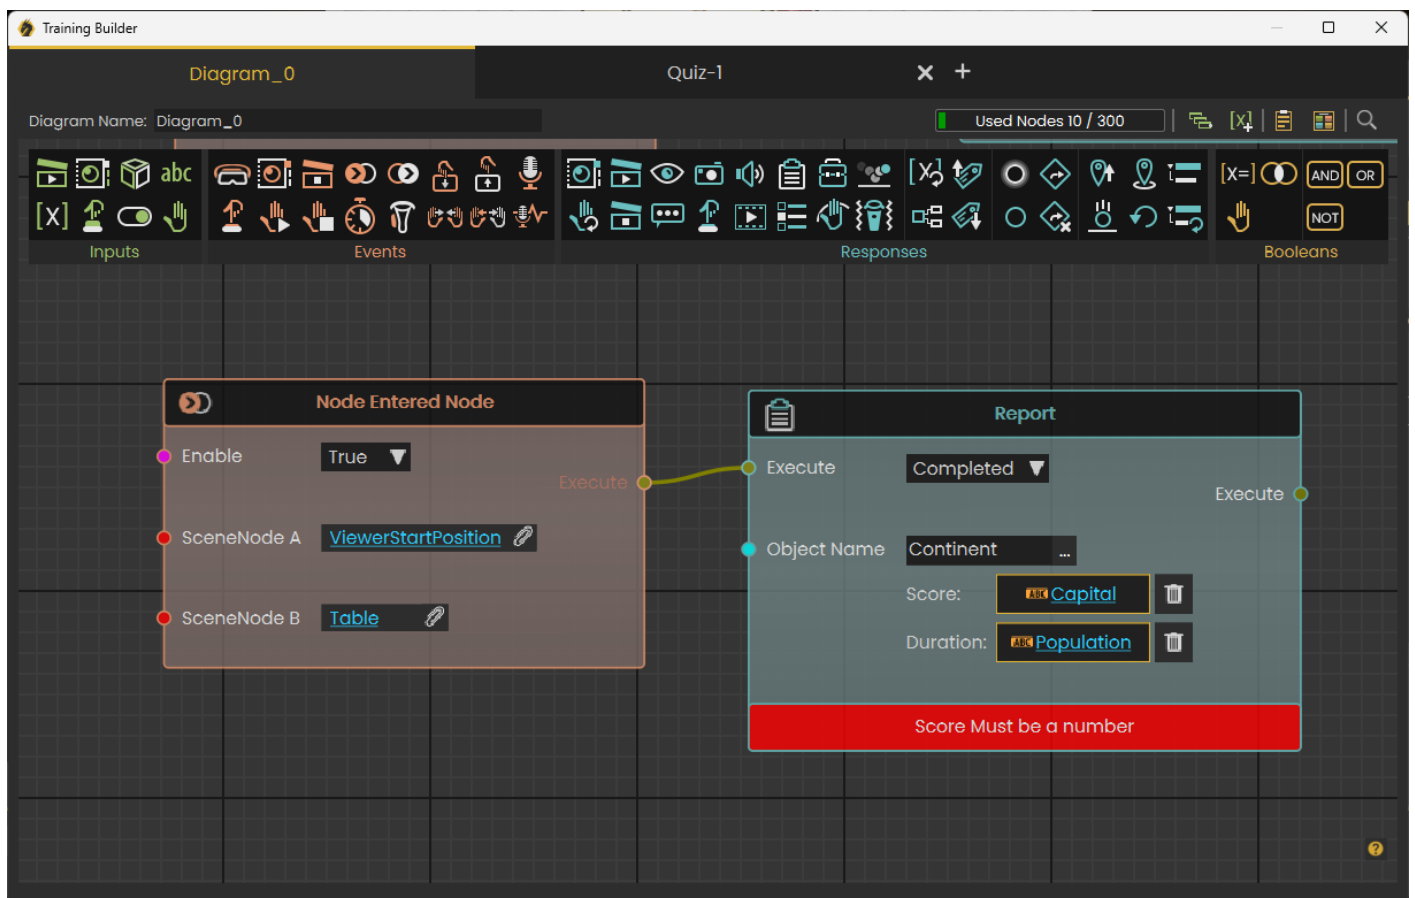 Training Builder
Diagram_0
Quiz-1
Diagram Name: Diagram_0
Used Nodes 10 / 300
abc
AND
OR
NOT
Inputs
Events
Responses
Booleans
Node Entered Node
Enable True
Execute
SceneNode A ViewerStartPosition
SceneNode B Table
Report
Execute Completed
Execute
Object Name Continent ...
Score: ABC Capital
Duration: ABC Population
Score Must be a number